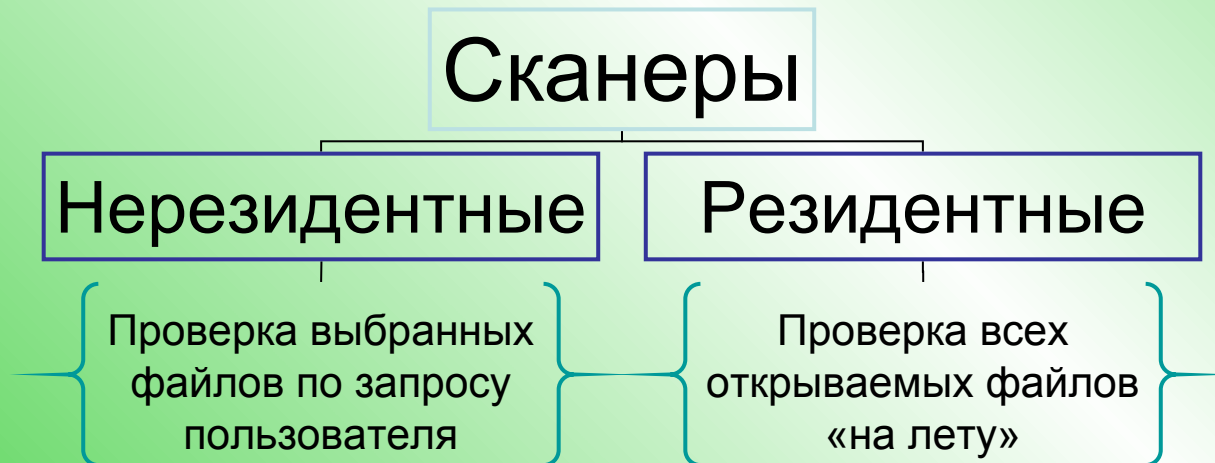 Сканеры
Нерезидентные
Резидентные
Проверка выбранных
файлов по запросу
пользователя
Проверка всех
открываемых файлов
«на лету»